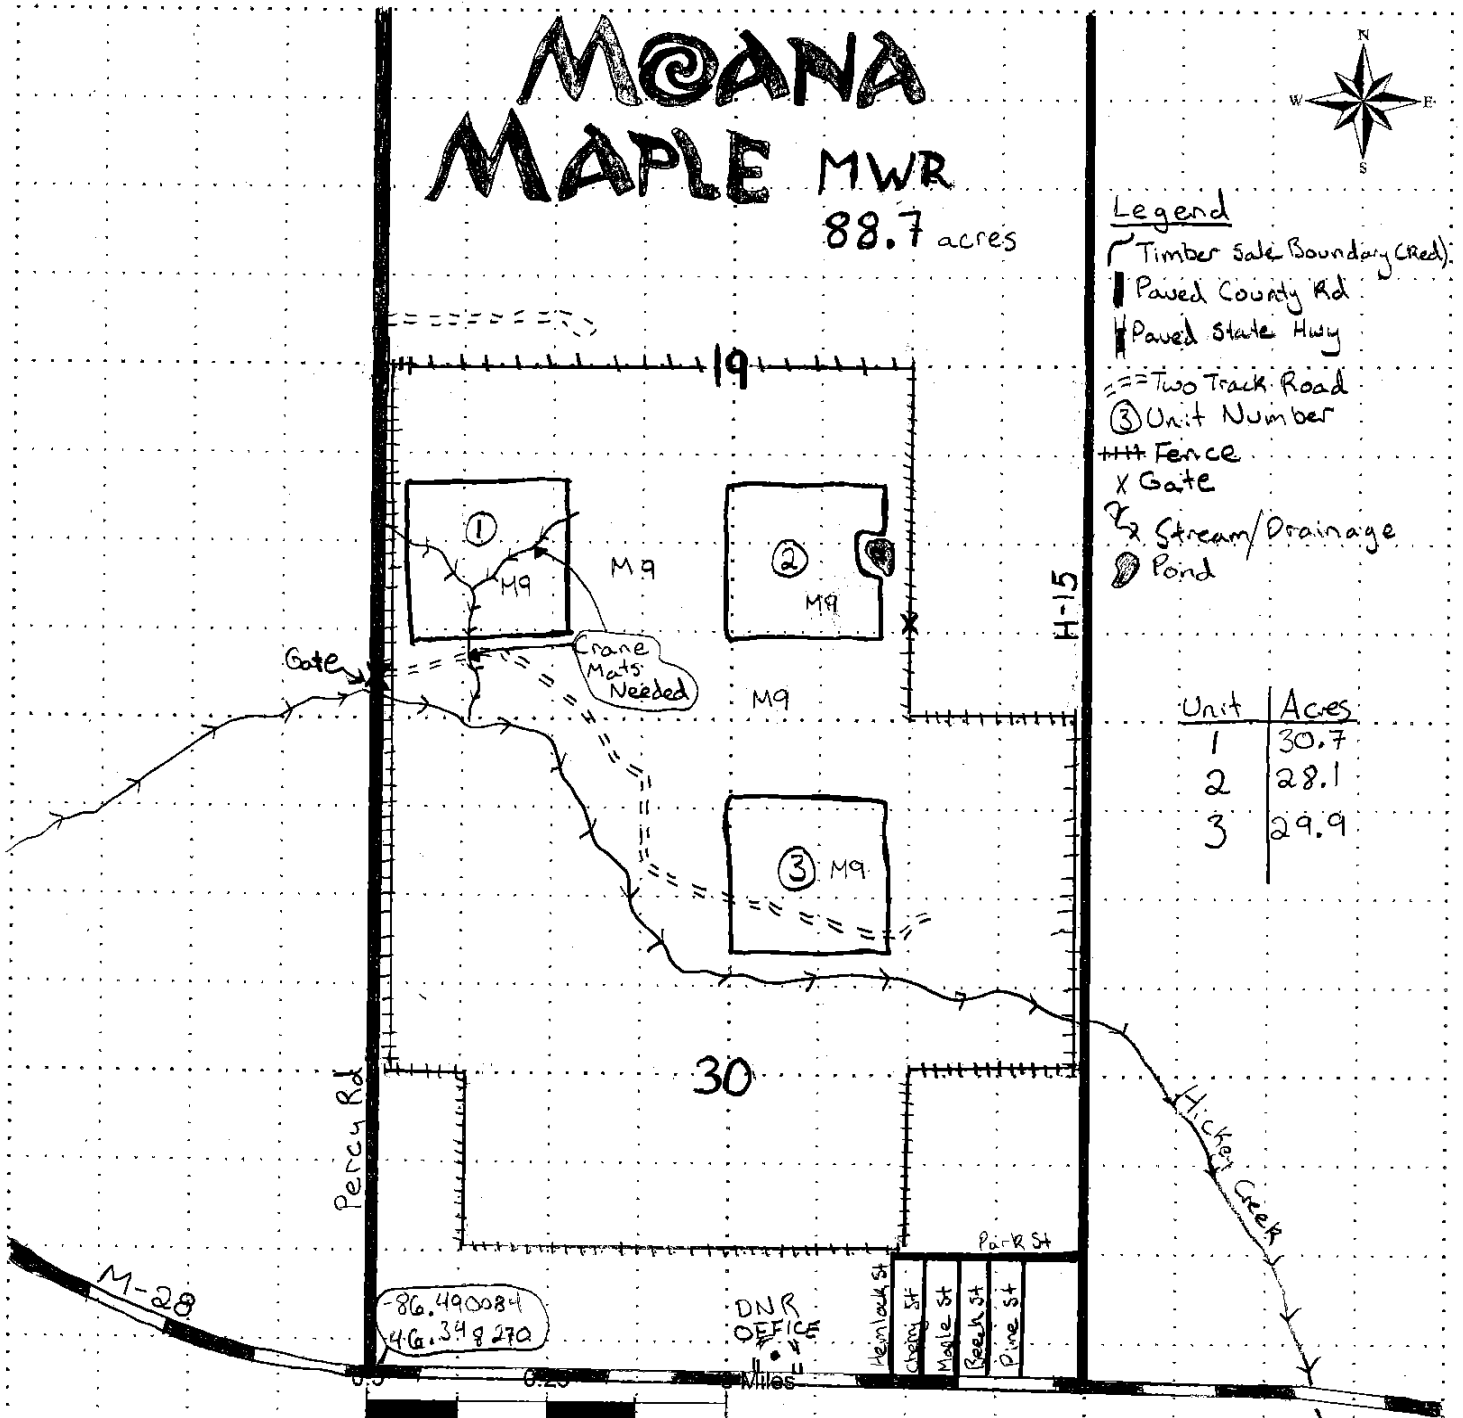 MOANA
MAPLE MWR
88.7 acres
N
W E
S
Legend
Timber Sale Boundary (Red)
Paved County Rd
Paved State Hwy
Two Track Road
3 Unit Number
Fence
X Gate
Stream/Drainage
Pond
19
1
M9
M9
2
M9
H-15
Gate
Crane
Mats
Needed
M9
Unit Acres
1 30.7
2 28.1
3 29.9
3 M9
30
Percy Rd
Hickey Creek
Park St
M-28
-86.490084
46.348270
DNR
OFFICE
Hemlock St
Cherry St
Maple St
Beech St
Pine St
0.5 0.25 Miles